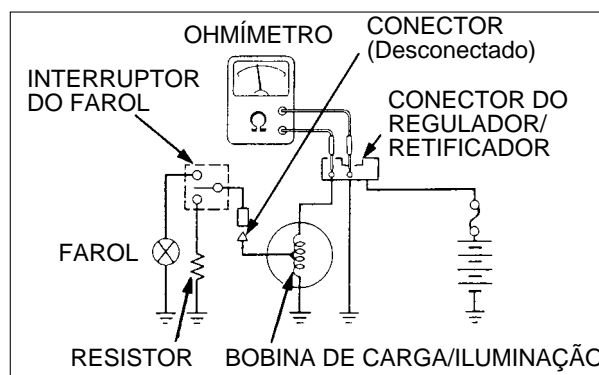 OHMÍMETRO
CONECTOR
(Desconectado)
INTERRUPTOR
DO FAROL
CONECTOR DO
REGULADOR/
RETIFICADOR
Ω
FAROL
RESISTOR
BOBINA DE CARGA/ILUMINAÇÃO